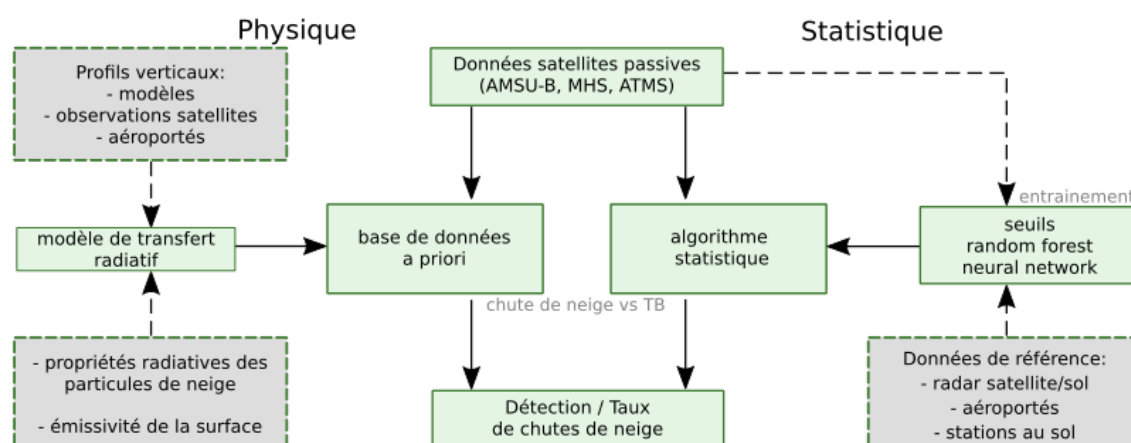 Physique
Statistique
Profils verticaux:
- modèles
- observations satellites
- aéroportés
Données satellites passives
(AMSU-B, MHS, ATMS)
entrainement
modèle de transfert
radiatif
base de données
a priori
algorithme
statistique
seuils
random forest
neural network
chute de neige vs TB
- propriétés radiatives des
particules de neige
- émissivité de la surface
Détection / Taux
de chutes de neige
Données de référence:
- radar satellite/sol
- aéroportés
- stations au sol